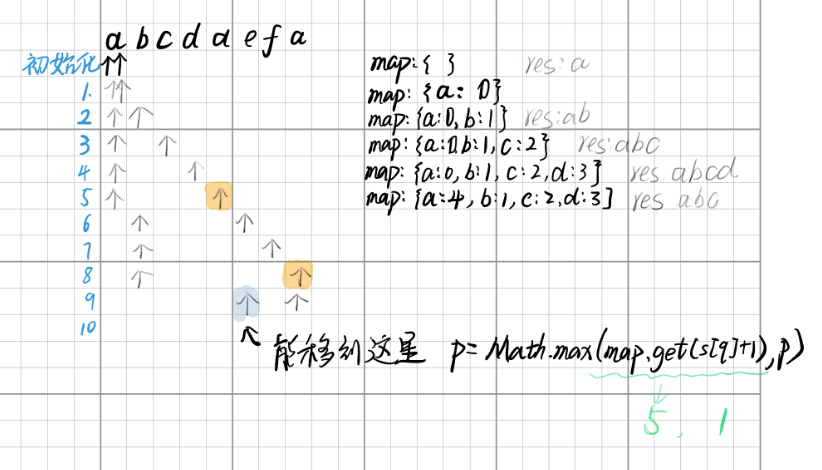 a b c d a e f a
初始化 ↑↑ map:{ } res:a
1. ↑↑ map:{a:0}
2 ↑↑ map:{a:0,b:1} res:ab
3 ↑ ↑ map:{a:0,b:1,c:2} res:abc
4 ↑ ↑ map:{a:0,b:1,c:2,d:3} res abcd
5 ↑ ↑ map:{a:4,b:1,c:2,d:3} res abc
6 ↑ ↑
7 ↑ ↑
8 ↑ ↑
9 ↑ ↑
10
↖ 能移到这里 p=Math.max(map.get(s[q]+1),p)
↓
5, 1